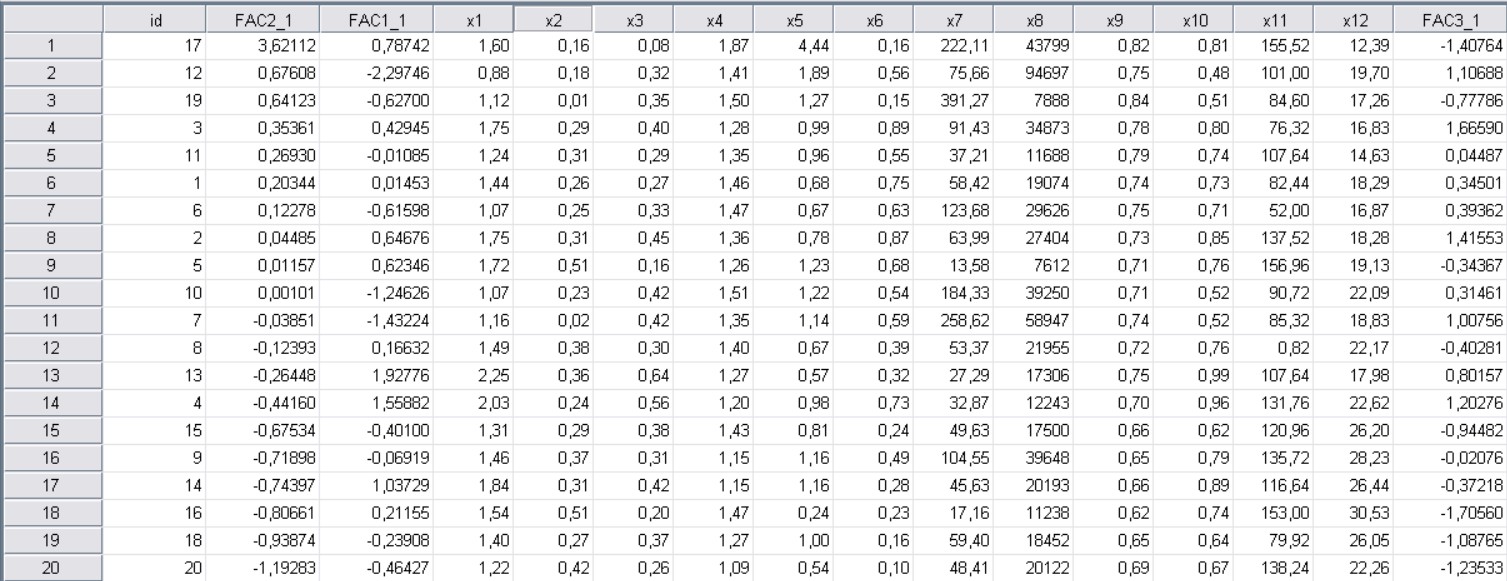 id FAC2_1 FAC1_1 x1 x2 x3 x4 x5 x6 x7 x8 x9 x10 x11 x12 FAC3_1
1 17 3,62112 0,78742 1,60 0,16 0,08 1,87 4,44 0,16 222,11 43799 0,82 0,81 155,52 12,39 -1,40764
2 12 0,67608 -2,29746 0,88 0,18 0,32 1,41 1,89 0,56 75,66 94697 0,75 0,48 101,00 19,70 1,10688
3 19 0,64123 -0,62700 1,12 0,01 0,35 1,50 1,27 0,15 391,27 7888 0,84 0,51 84,60 17,26 -0,77786
4 3 0,35361 0,42945 1,75 0,29 0,40 1,28 0,99 0,89 91,43 34873 0,78 0,80 76,32 16,83 1,66590
5 11 0,26930 -0,01085 1,24 0,31 0,29 1,35 0,96 0,55 37,21 11688 0,79 0,74 107,64 14,63 0,04487
6 1 0,20344 0,01453 1,44 0,26 0,27 1,46 0,68 0,75 58,42 19074 0,74 0,73 82,44 18,29 0,34501
7 6 0,12278 -0,61598 1,07 0,25 0,33 1,47 0,67 0,63 123,68 29626 0,75 0,71 52,00 16,87 0,39362
8 2 0,04485 0,64676 1,75 0,31 0,45 1,36 0,78 0,87 63,99 27404 0,73 0,85 137,52 18,28 1,41553
9 5 0,01157 0,62346 1,72 0,51 0,16 1,26 1,23 0,68 13,58 7612 0,71 0,76 156,96 19,13 -0,34367
10 10 0,00101 -1,24626 1,07 0,23 0,42 1,51 1,22 0,54 184,33 39250 0,71 0,52 90,72 22,09 0,31461
11 7 -0,03851 -1,43224 1,16 0,02 0,42 1,35 1,14 0,59 258,62 58947 0,74 0,52 85,32 18,83 1,00756
12 8 -0,12393 0,16632 1,49 0,38 0,30 1,40 0,67 0,39 53,37 21955 0,72 0,76 0,82 22,17 -0,40281
13 13 -0,26448 1,92776 2,25 0,36 0,64 1,27 0,57 0,32 27,29 17306 0,75 0,99 107,64 17,98 0,80157
14 4 -0,44160 1,55882 2,03 0,24 0,56 1,20 0,98 0,73 32,87 12243 0,70 0,96 131,76 22,62 1,20276
15 15 -0,67534 -0,40100 1,31 0,29 0,38 1,43 0,81 0,24 49,63 17500 0,66 0,62 120,96 26,20 -0,94482
16 9 -0,71898 -0,06919 1,46 0,37 0,31 1,15 1,16 0,49 104,55 39648 0,65 0,79 135,72 28,23 -0,02076
17 14 -0,74397 1,03729 1,84 0,31 0,42 1,15 1,16 0,28 45,63 20193 0,66 0,89 116,64 26,44 -0,37218
18 16 -0,80661 0,21155 1,54 0,51 0,20 1,47 0,24 0,23 17,16 11238 0,62 0,74 153,00 30,53 -1,70560
19 18 -0,93874 -0,23908 1,40 0,27 0,37 1,27 1,00 0,16 59,40 18452 0,65 0,64 79,92 26,05 -1,08765
20 20 -1,19283 -0,46427 1,22 0,42 0,26 1,09 0,54 0,10 48,41 20122 0,69 0,67 138,24 22,26 -1,23533